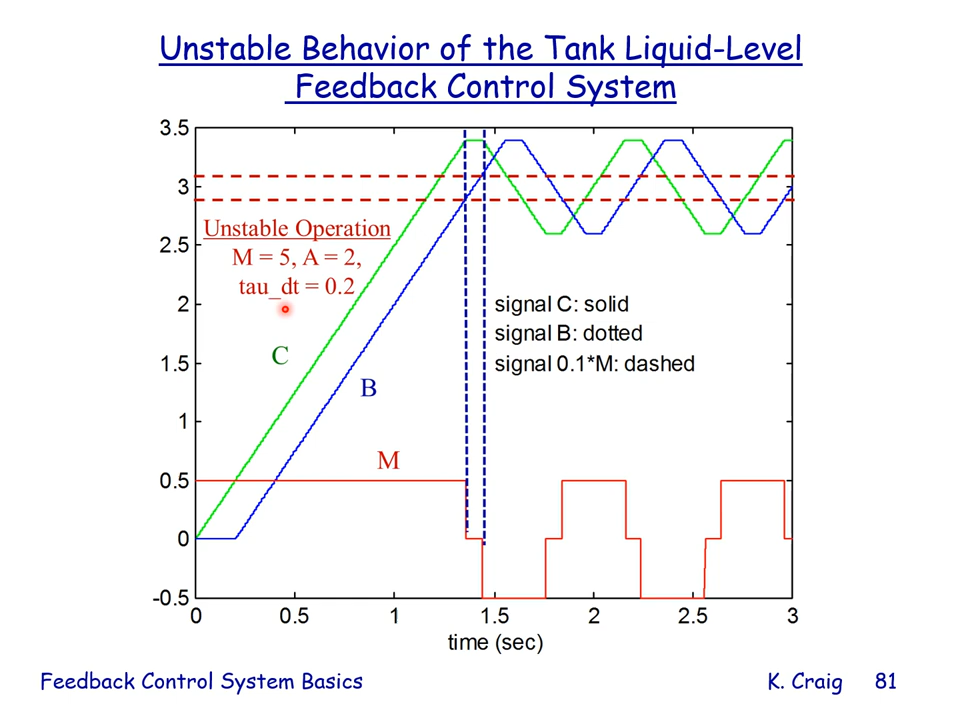 Unstable Behavior of the Tank Liquid-Level
Feedback Control System
3.5
3
2.5
2
1.5
1
0.5
0
-0.5
Unstable Operation
M = 5, A = 2,
tau_dt = 0.2
signal C: solid
signal B: dotted
signal 0.1*M: dashed
C
B
M
0 0.5 1 1.5 2 2.5 3
time (sec)
Feedback Control System Basics K. Craig 81